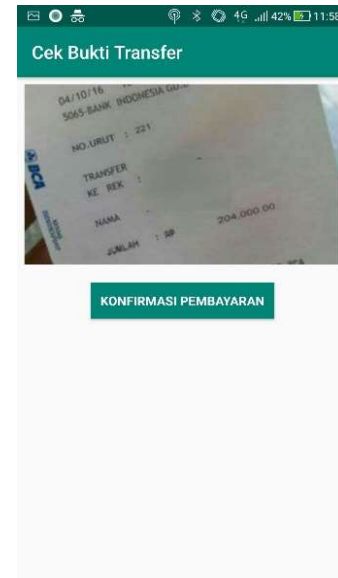 4G 42% 11:58
Cek Bukti Transfer
04/10/16
5065-BANK INDONESIA
NO.URUT : 221
TRANSFER
KE REK :
NAMA
JUMLAH : RP 204,000.00
BCA
KONFIRMASI PEMBAYARAN